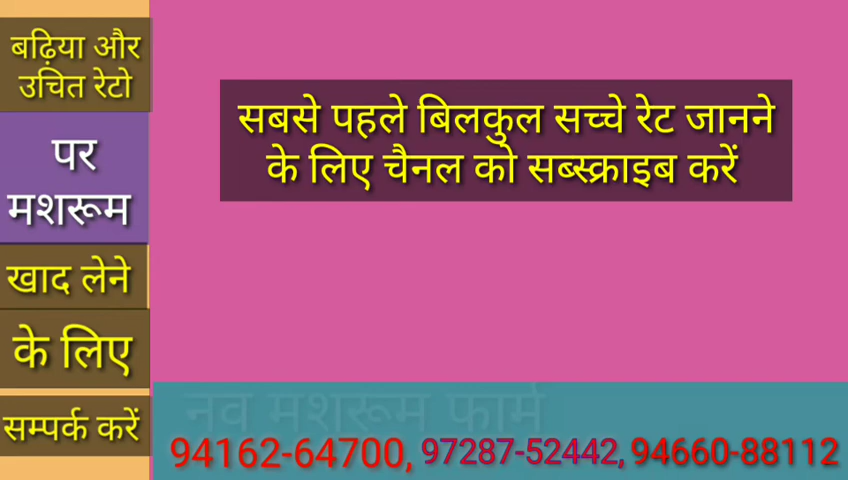 बढ़िया और
उचित रेटो
पर
मशरूम
खाद लेने
के लिए
सम्पर्क करें
सबसे पहले बिलकुल सच्चे रेट जानने
के लिए चैनल को सब्स्क्राइब करें
नव मशरूम फार्म
94162-64700, 97287-52442, 94660-88112